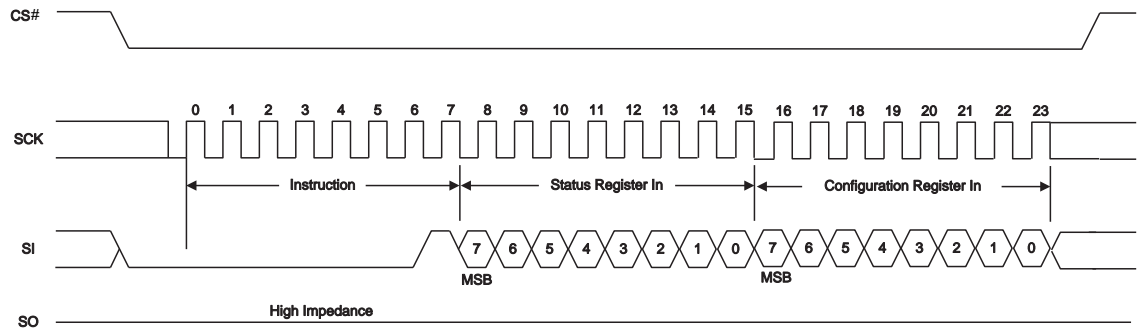 CS#
0 1 2 3 4 5 6 7 8 9 10 11 12 13 14 15 16 17 18 19 20 21 22 23
SCK
Instruction Status Register In Configuration Register In
SI 7 6 5 4 3 2 1 0 7 6 5 4 3 2 1 0
MSB MSB
High Impedance
SO